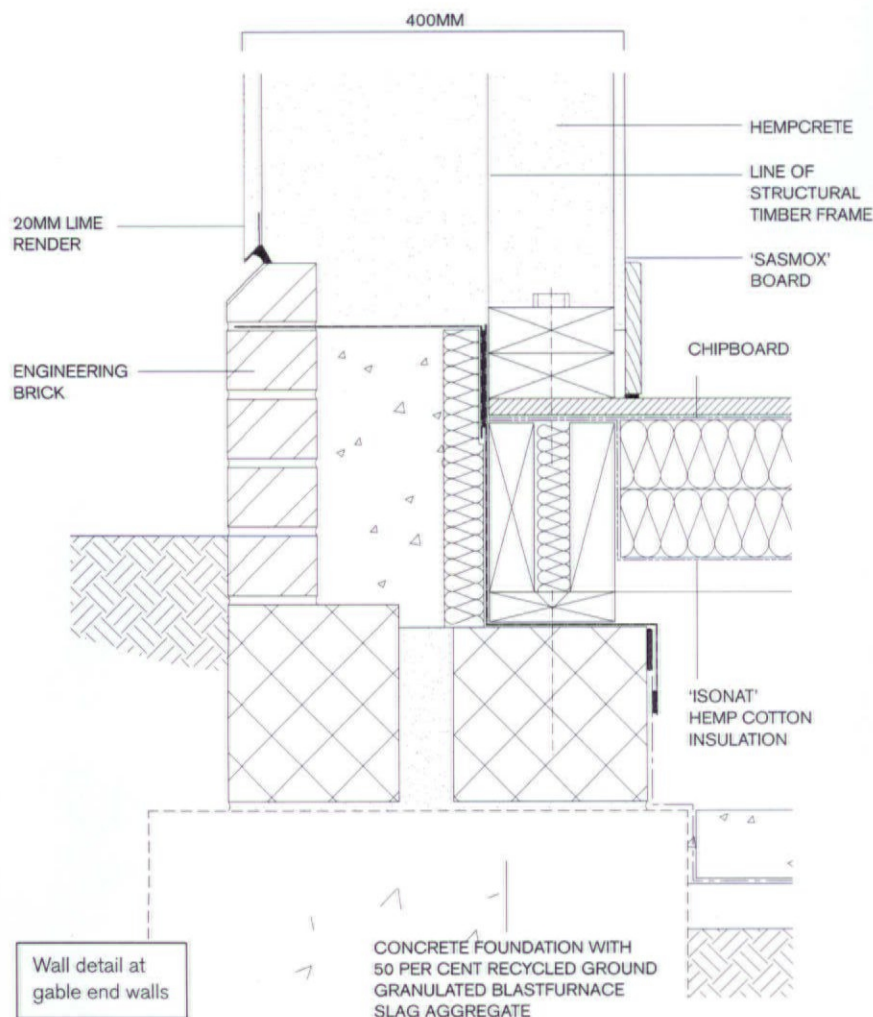 400MM
HEMPCRETE
LINE OF
STRUCTURAL
TIMBER FRAME
20MM LIME
RENDER
'SASMOX'
BOARD
CHIPBOARD
ENGINEERING
BRICK
'ISONAT'
HEMP COTTON
INSULATION
Wall detail at
gable end walls
CONCRETE FOUNDATION WITH
50 PER CENT RECYCLED GROUND
GRANULATED BLASTFURNACE
SLAG AGGREGATE